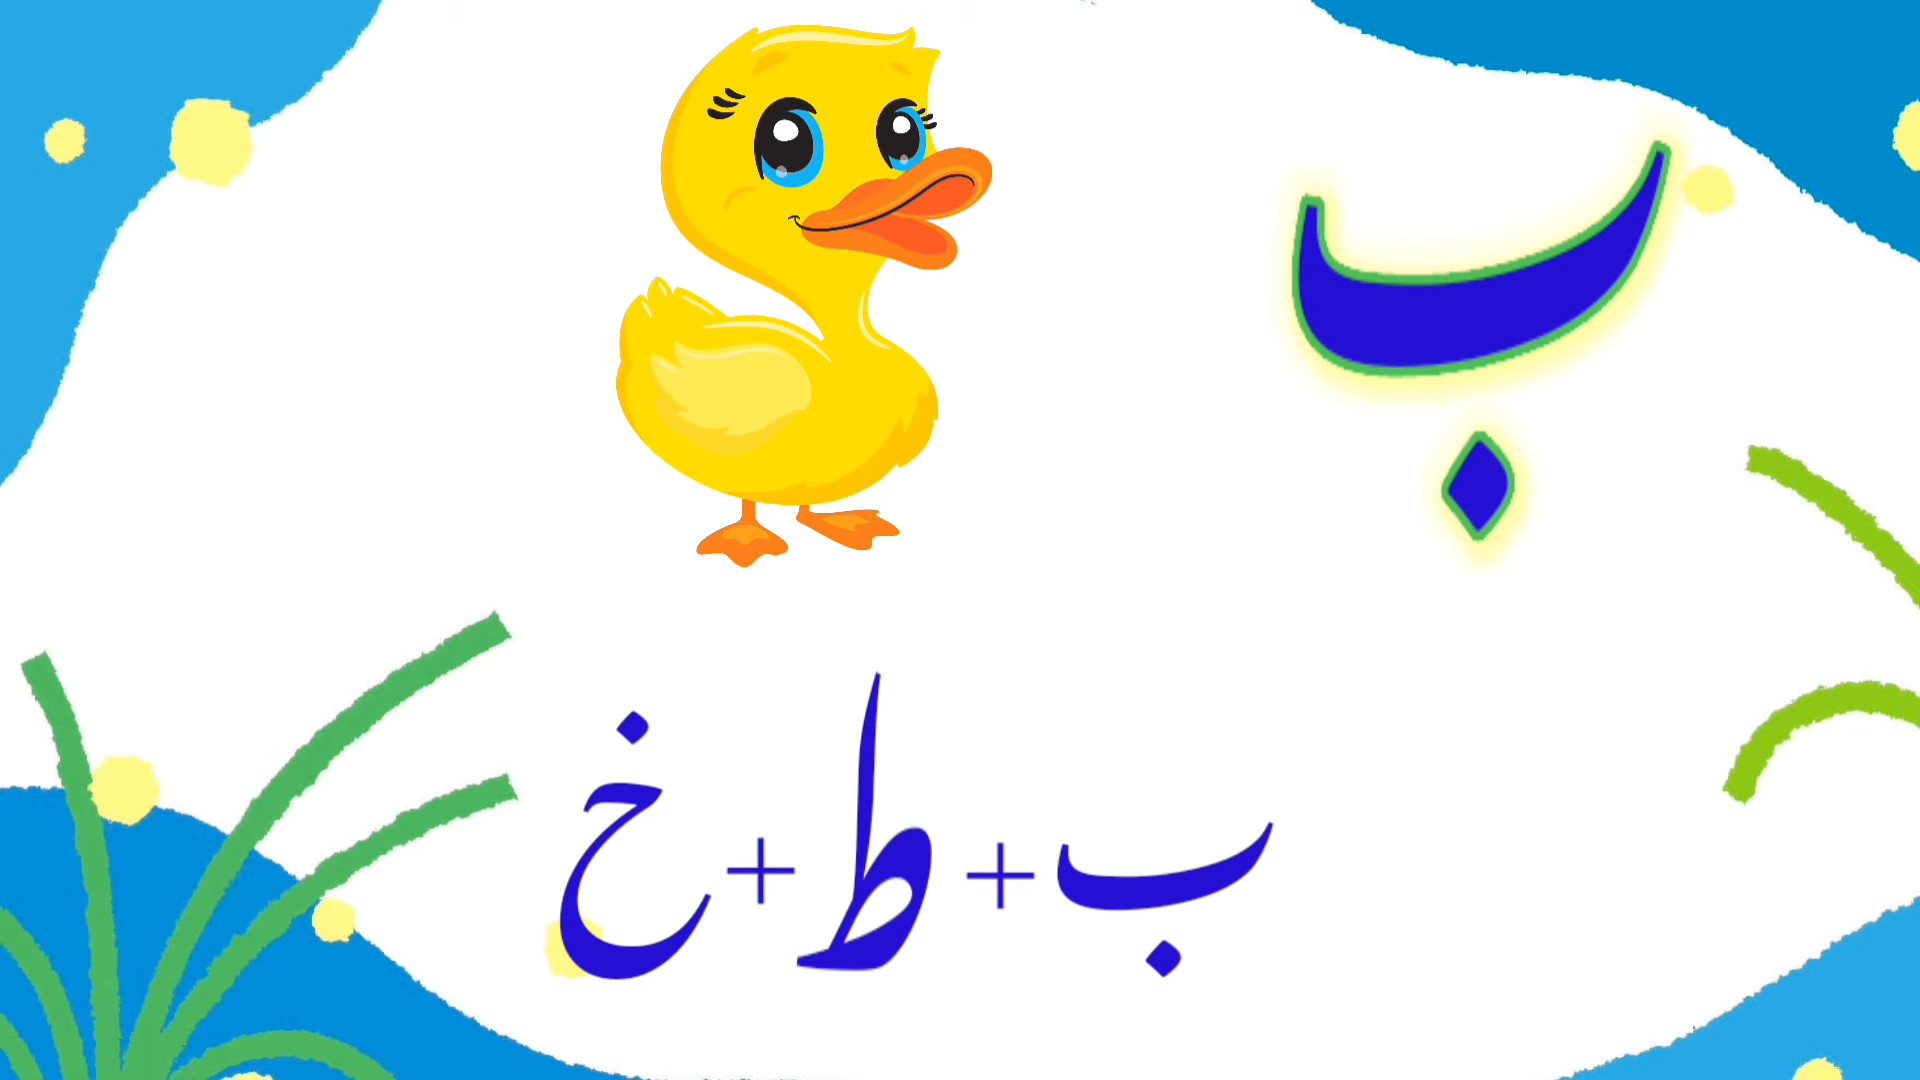 ب
ب + ط + خ